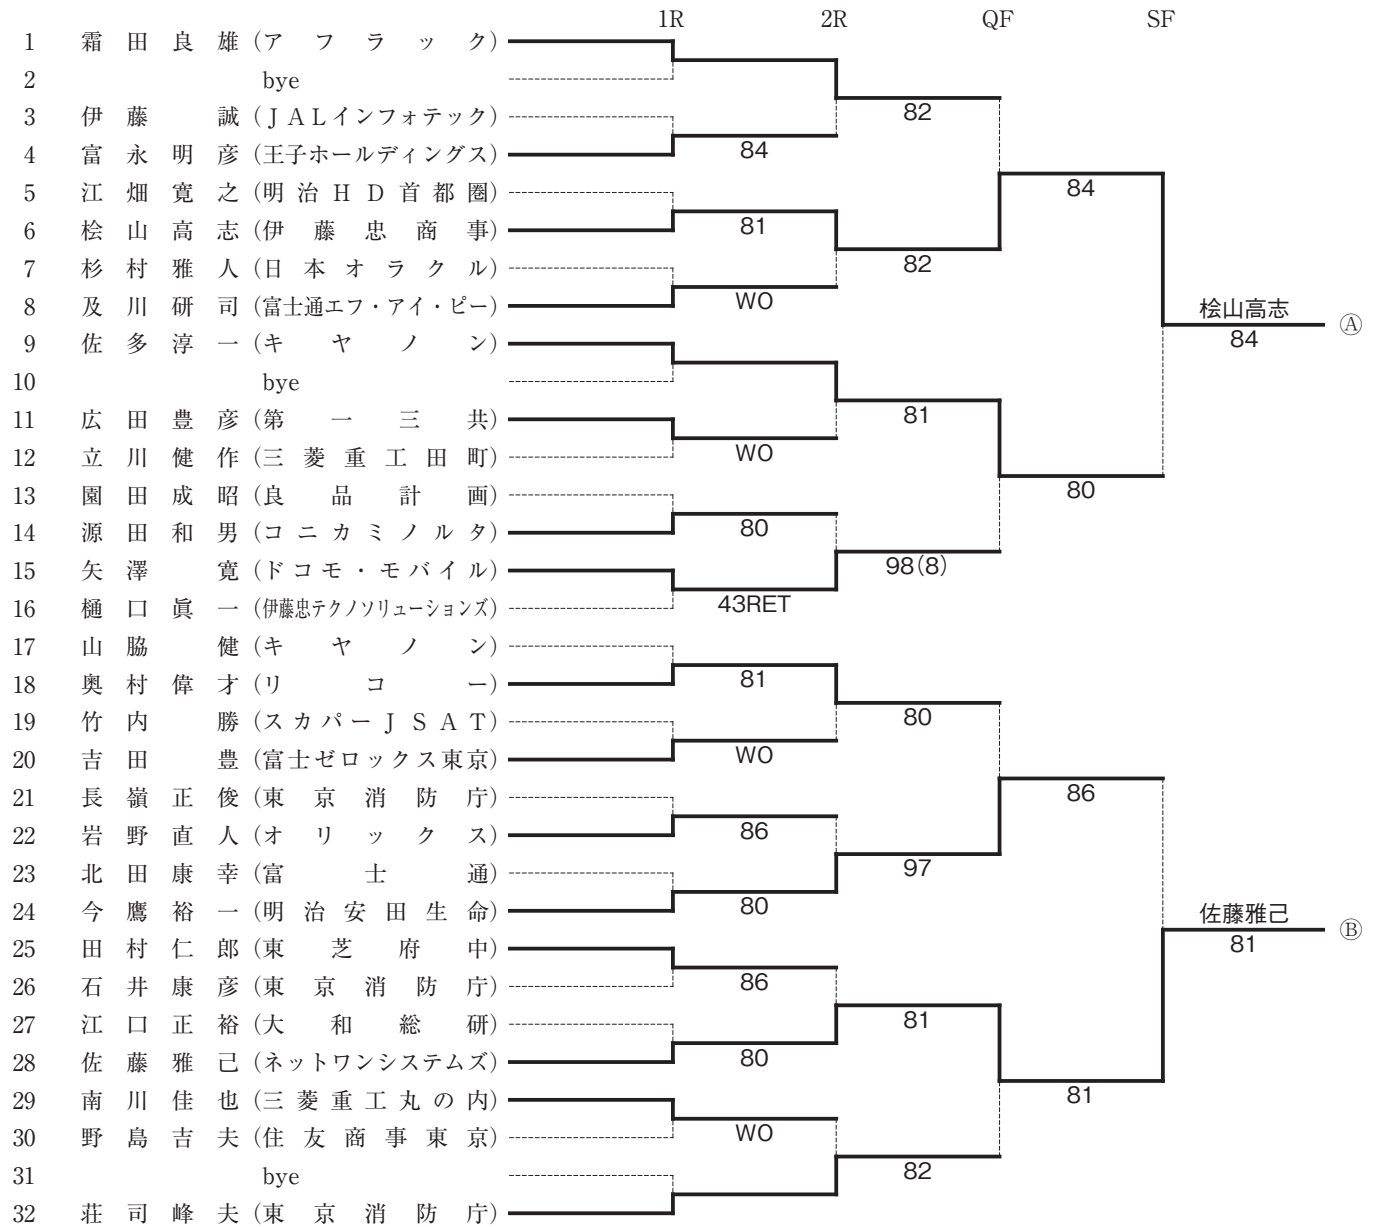 1R 2R QF SF
1 霜田良雄(アフラック)
2 bye
3 伊藤 誠(JALインフォテック)
4 富永明彦(王子ホールディングス)
5 江畑寛之(明治HD首都圏)
6 桧山高志(伊藤忠商事)
7 杉村雅人(日本オラクル)
8 及川研司(富士通エフ・アイ・ピー)
9 佐多淳一(キヤノン)
10 bye
11 広田豊彦(第一三共)
12 立川健作(三菱重工田町)
13 園田成昭(良品計画)
14 源田和男(コニカミノルタ)
15 矢澤 寛(ドコモ・モバイル)
16 樋口眞一(伊藤忠テクノソリューションズ)
17 山脇 健(キヤノン)
18 奥村偉才(リコー)
19 竹内 勝(スカパーJSAT)
20 吉田 豊(富士ゼロックス東京)
21 長嶺正俊(東京消防庁)
22 岩野直人(オリックス)
23 北田康幸(富士通)
24 今鷹裕一(明治安田生命)
25 田村仁郎(東芝府中)
26 石井康彦(東京消防庁)
27 江口正裕(大和総研)
28 佐藤雅己(ネットワンシステムズ)
29 南川佳也(三菱重工丸の内)
30 野島吉夫(住友商事東京)
31 bye
32 荘司峰夫(東京消防庁)
84
81
WO
WO
80
43RET
81
WO
86
80
86
80
WO
82
82
81
98(8)
80
97
81
82
84
80
86
81
桧山高志
84
Ⓐ
佐藤雅己
81
Ⓑ